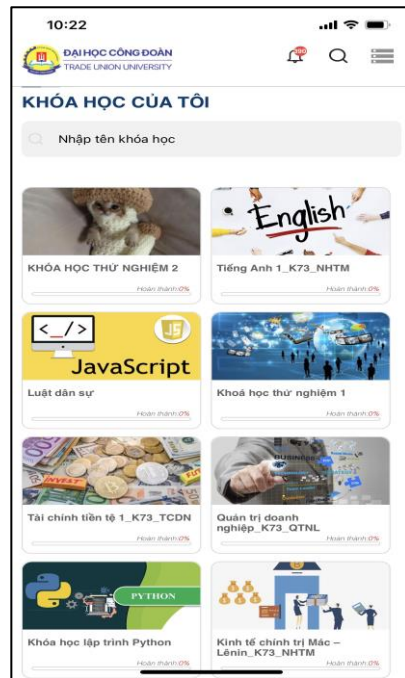 10:22
ĐẠI HỌC CÔNG ĐOÀN
TRADE UNION UNIVERSITY
KHÓA HỌC CỦA TÔI
Nhập tên khóa học
KHÓA HỌC THỬ NGHIỆM 2
Hoàn thành:0%
English
Tiếng Anh 1_K73_NHTM
Hoàn thành:0%
</> JS
JavaScript
Luật dân sự
Hoàn thành:0%
Khoá học thử nghiệm 1
Hoàn thành:0%
INVEST
Tài chính tiền tệ 1_K73_TCDN
Hoàn thành:0%
BUSINESS
Quản trị doanh
nghiệp_K73_QTNL
Hoàn thành:0%
PYTHON
Khóa học lập trình Python
Hoàn thành:0%
Kinh tế chính trị Mác –
Lênin_K73_NHTM
Hoàn thành:0%